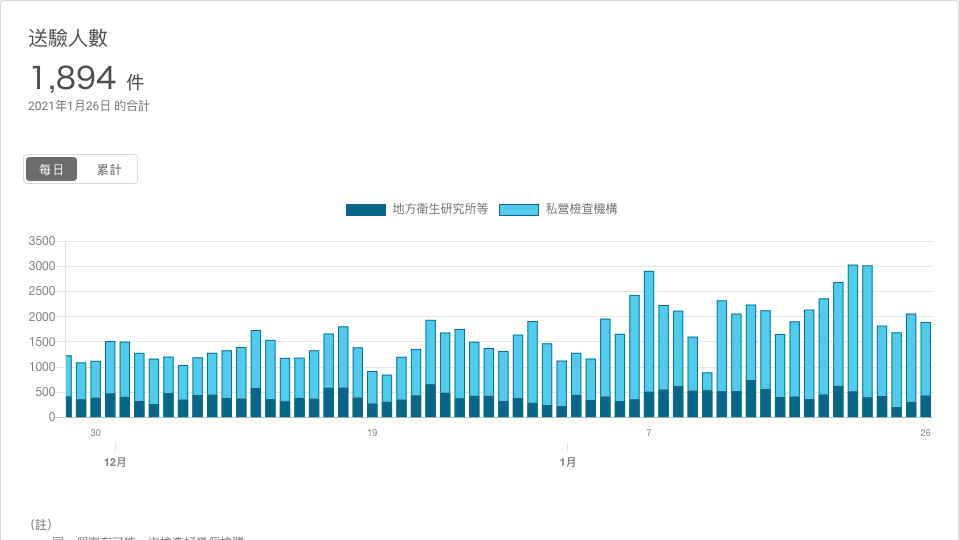 送驗人數
1,894 件
2021年1月26日 的合計
每日 累計
地方衛生研究所等 私營檢查機構
3500
3000
2500
2000
1500
1000
500
0
30 19 7 26
12月 1月
（註）